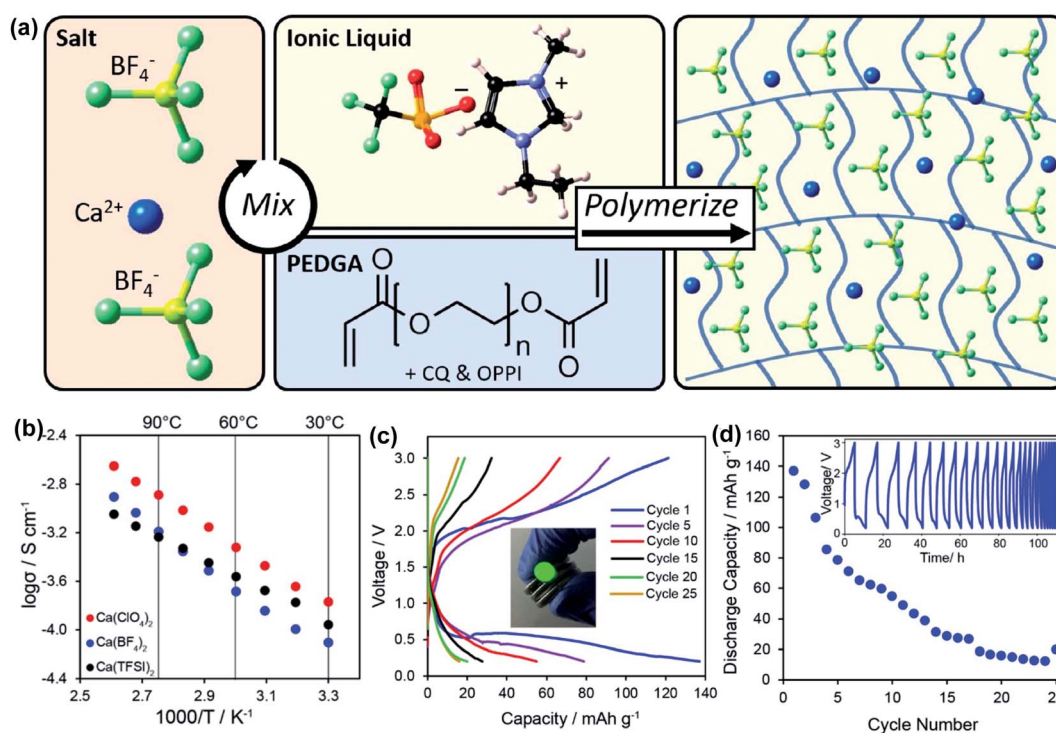 (a)
Salt
BF₄⁻
Ca²⁺
BF₄⁻
Mix
Ionic Liquid
−
+
PEDGA
O
O
O
O
n
+ CQ & OPPI
Polymerize
(b)
90°C
60°C
30°C
-2.4
-2.8
-3.2
-3.6
-4.0
-4.4
logσ / S cm⁻¹
Ca(ClO₄)₂
Ca(BF₄)₂
Ca(TFSI)₂
2.5
2.7
2.9
3.1
3.3
1000/T / K⁻¹
(c)
3.0
2.5
2.0
1.5
1.0
0.5
0.0
Voltage / V
Cycle 1
Cycle 5
Cycle 10
Cycle 15
Cycle 20
Cycle 25
0
20
40
60
80
100
120
140
Capacity / mAh g⁻¹
(d)
160
140
120
100
80
60
40
20
0
Discharge Capacity / mAh g⁻¹
3
2
1
0
Voltage/ V
0
20
40
60
80
100
Time/ h
0
5
10
15
20
25
Cycle Number